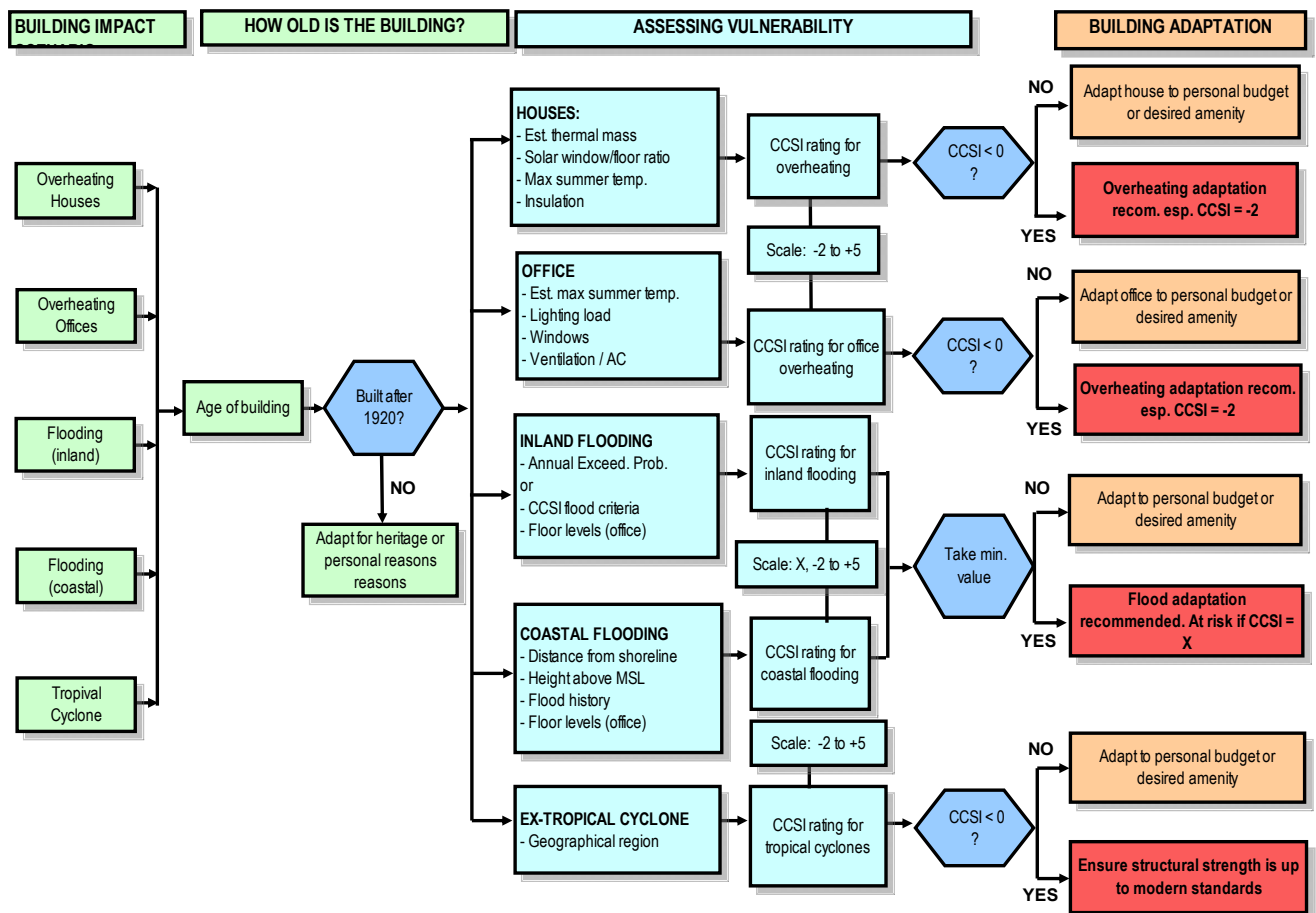 BUILDING IMPACT
HOW OLD IS THE BUILDING?
ASSESSING VULNERABILITY
BUILDING ADAPTATION
Overheating
Houses
Overheating
Offices
Flooding
(inland)
Flooding
(coastal)
Tropical
Cyclone
Age of building
Built after
1920?
NO
Adapt for heritage or
personal reasons
reasons
HOUSES:
- Est. thermal mass
- Solar window/floor ratio
- Max summer temp.
- Insulation
CCSI rating for
overheating
CCSI < 0
?
NO
Adapt house to personal budget
or desired amenity
YES
Overheating adaptation
recom. esp. CCSI = -2
Scale:  -2 to +5
OFFICE
- Est. max summer temp.
- Lighting load
- Windows
- Ventilation / AC
CCSI rating for office
overheating
CCSI < 0
?
NO
Adapt office to personal budget or
desired amenity
YES
Overheating adaptation recom.
esp. CCSI = -2
INLAND FLOODING
- Annual Exceed. Prob.
or
- CCSI flood criteria
- Floor levels (office)
CCSI rating for
inland flooding
Scale: X, -2 to +5
Take min.
value
NO
Adapt to personal budget or
desired amenity
YES
Flood adaptation
recommended. At risk if CCSI =
X
COASTAL FLOODING
- Distance from shoreline
- Height above MSL
- Flood history
- Floor levels (office)
CCSI rating for
coastal flooding
Scale:  -2 to +5
EX-TROPICAL CYCLONE
- Geographical region
CCSI rating for
tropical cyclones
CCSI < 0
?
NO
Adapt to personal budget or
desired amenity
YES
Ensure structural strength is up
to modern standards